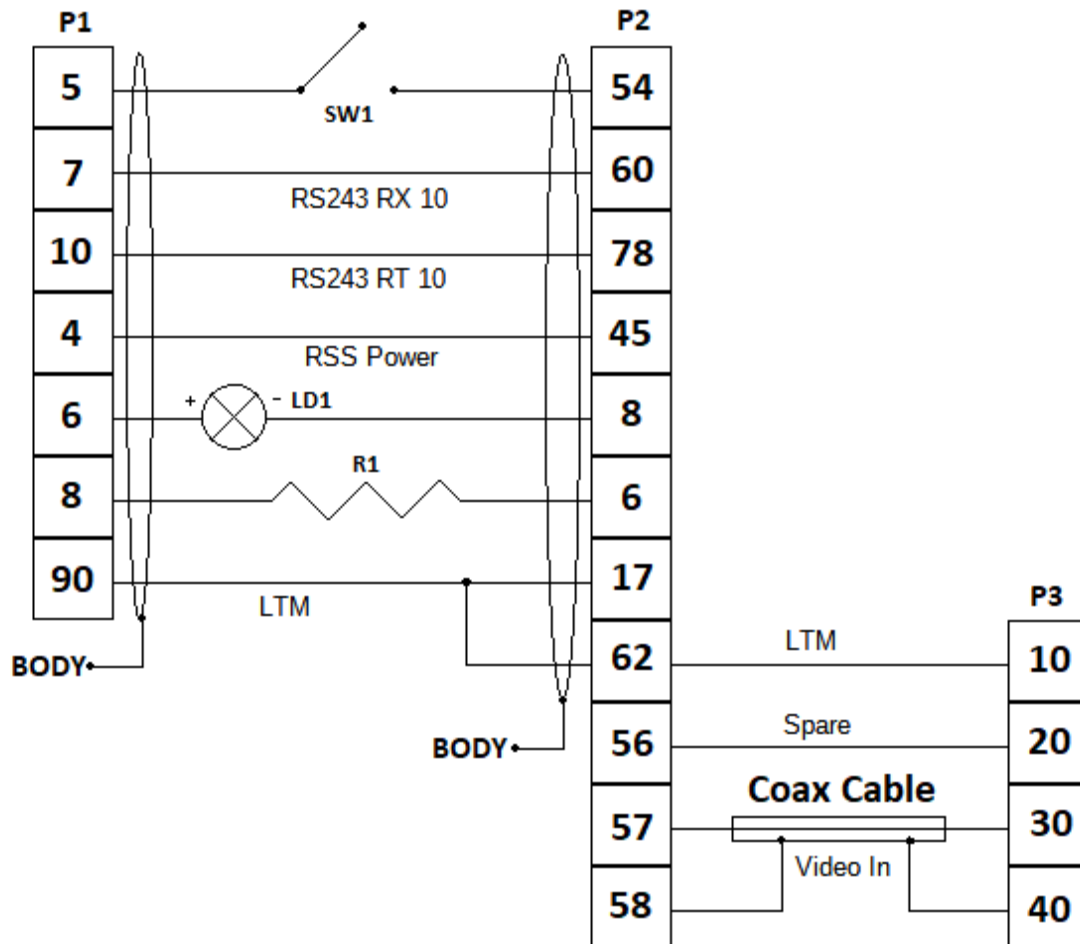 P1
P2
5
SW1
54
7
RS243 RX 10
60
10
RS243 RT 10
78
4
RSS Power
45
6
+
- LD1
8
8
R1
6
90
LTM
17
P3
BODY
62
LTM
10
BODY
56
Spare
20
Coax Cable
57
30
Video In
58
40